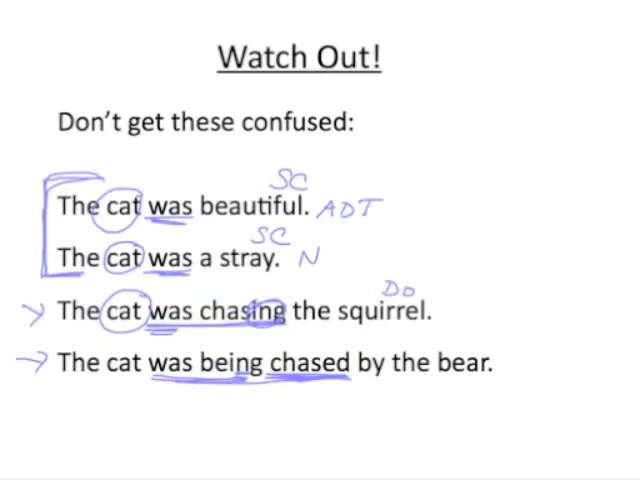 Watch Out!
Don't get these confused:
SC
The cat was beautiful. ADJ
SC
The cat was a stray. N
DO
The cat was chasing the squirrel.
The cat was being chased by the bear.